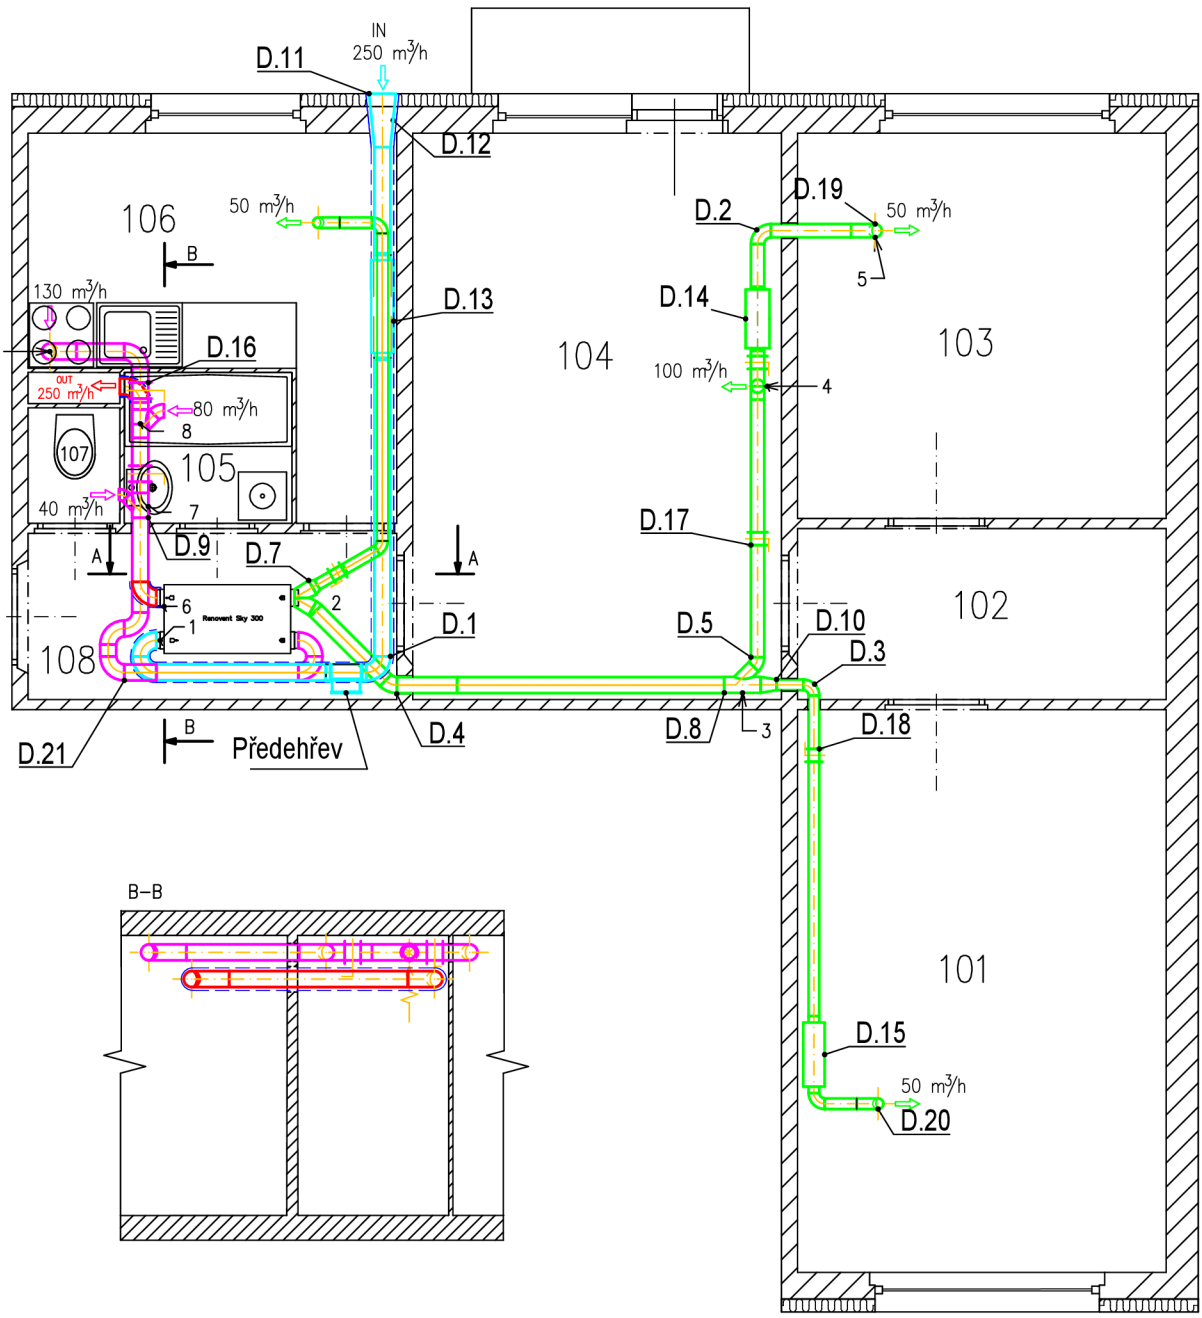 IN
250 m³/h
D.11
D.12
106
50 m³/h
D.2
D.19
50 m³/h
B
5
130 m³/h
D.13
D.14
103
104
D.16
OUT
250 m³/h
100 m³/h
4
80 m³/h
8
107
105
40 m³/h
7
D.17
D.9
A
D.7
A
6
2
Renovent Sky 300
102
1
D.1
D.5
D.10
D.3
108
D.21
B
Předehřev
D.4
D.8
3
D.18
B-B
101
D.15
50 m³/h
D.20